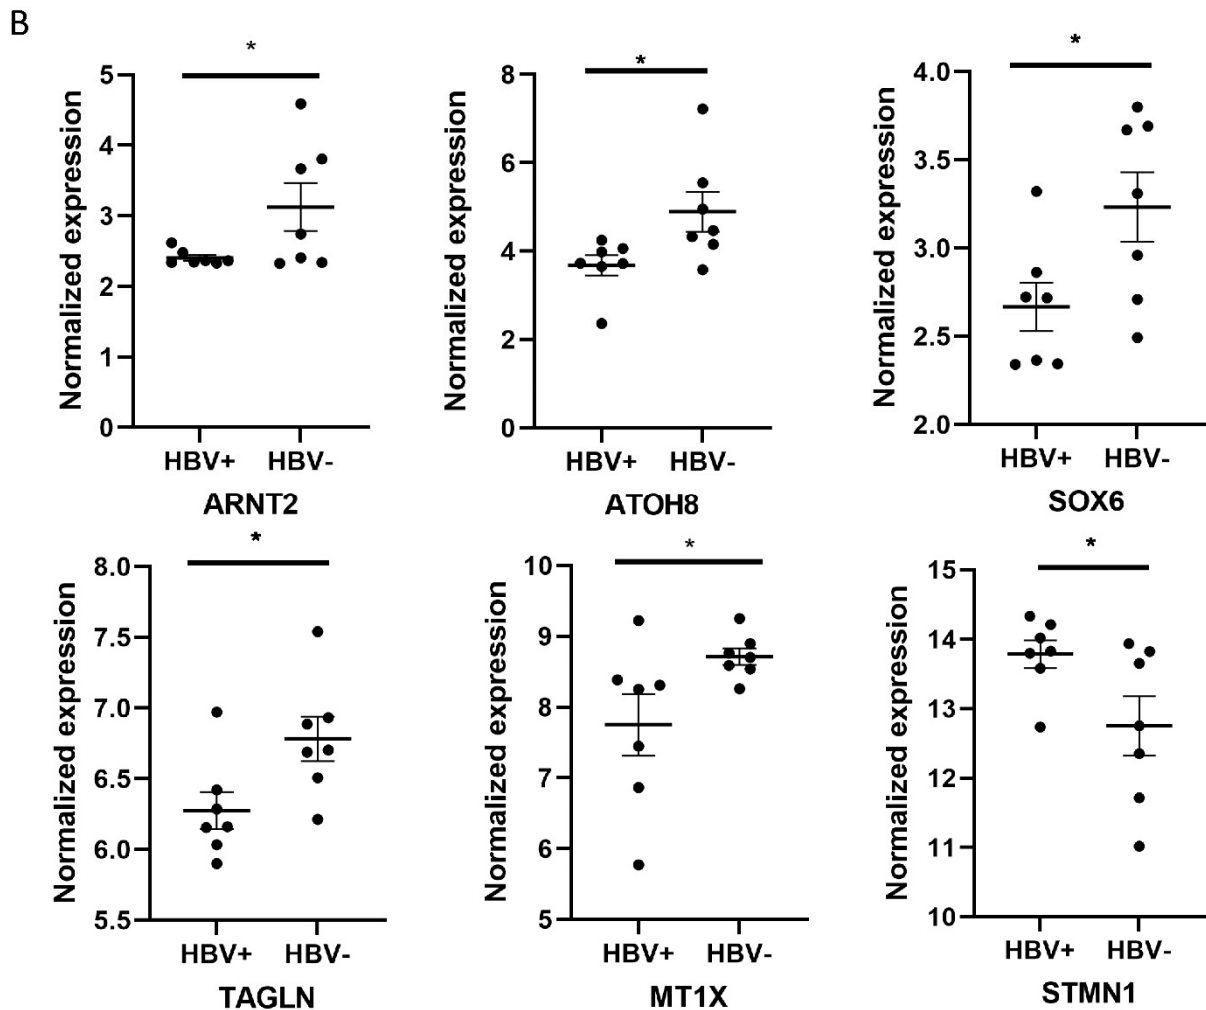 B
*
5
4
3
2
1
0
Normalized expression
HBV+ HBV-
ARNT2
*
8
6
4
2
0
Normalized expression
HBV+ HBV-
ATOH8
*
4.0
3.5
3.0
2.5
2.0
Normalized expression
HBV+ HBV-
SOX6
*
8.0
7.5
7.0
6.5
6.0
5.5
Normalized expression
HBV+ HBV-
TAGLN
*
10
9
8
7
6
5
Normalized expression
HBV+ HBV-
MT1X
*
15
14
13
12
11
10
Normalized expression
HBV+ HBV-
STMN1